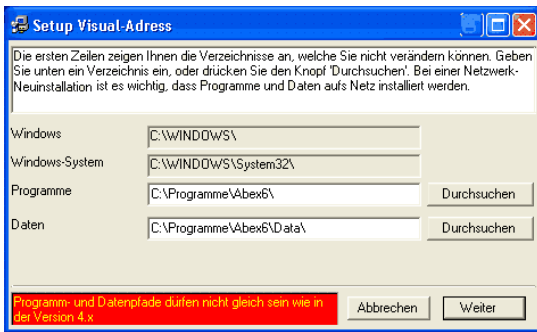 Setup Visual-Adress
Die ersten Zeilen zeigen Ihnen die Verzeichnisse an, welche Sie nicht verändern können. Geben
Sie unten ein Verzeichnis ein, oder drücken Sie den Knopf 'Durchsuchen'. Bei einer Netzwerk-
Neuinstallation ist es wichtig, dass Programme und Daten aufs Netz installiert werden.
Windows C:\WINDOWS\
Windows-System C:\WINDOWS\System32\
Programme C:\Programme\Abex6\ Durchsuchen
Daten C:\Programme\Abex6\Data\ Durchsuchen
Programm- und Datenpfade dürfen nicht gleich sein wie in
der Version 4.x
Abbrechen Weiter